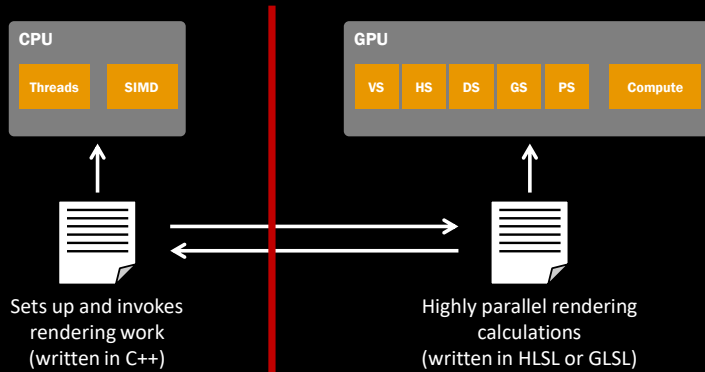 CPU
Threads
SIMD
GPU
VS
HS
DS
GS
PS
Compute
Sets up and invokes
rendering work
(written in C++)
Highly parallel rendering
calculations
(written in HLSL or GLSL)